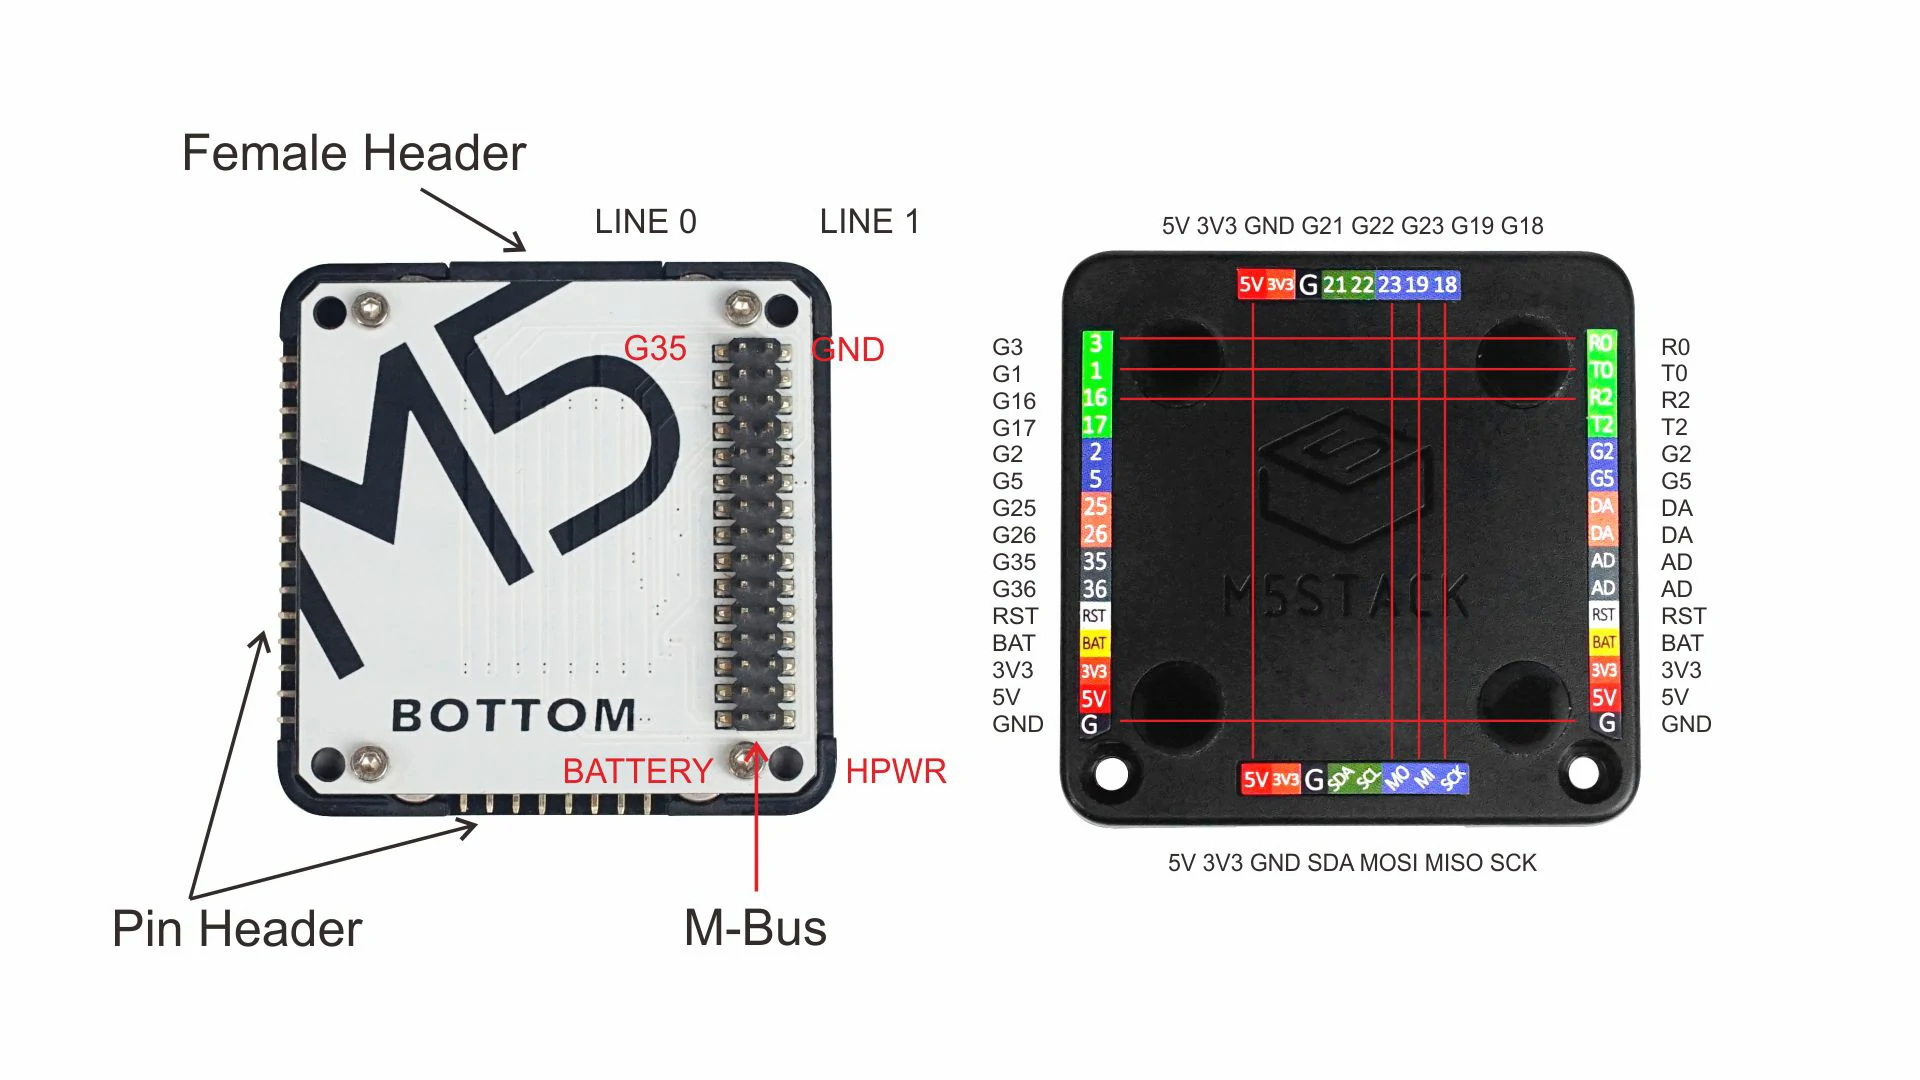 Female Header
LINE 0
LINE 1
G35
GND
M5
BOTTOM
BATTERY
HPWR
Pin Header
M-Bus
5V 3V3 GND G21 G22 G23 G19 G18
5V 3V3 G 21 22 23 19 18
G3
G1
G16
G17
G2
G5
G25
G26
G35
G36
RST
BAT
3V3
5V
GND
3
1
16
17
2
5
25
26
35
36
RST
BAT
3V3
5V
G
M5STACK
R0
T0
R2
T2
G2
G5
DA
DA
AD
AD
RST
BAT
3V3
5V
G
R0
T0
R2
T2
G2
G5
DA
DA
AD
AD
RST
BAT
3V3
5V
GND
5V 3V3 G SDA SCL MO MI SCK
5V 3V3 GND SDA MOSI MISO SCK